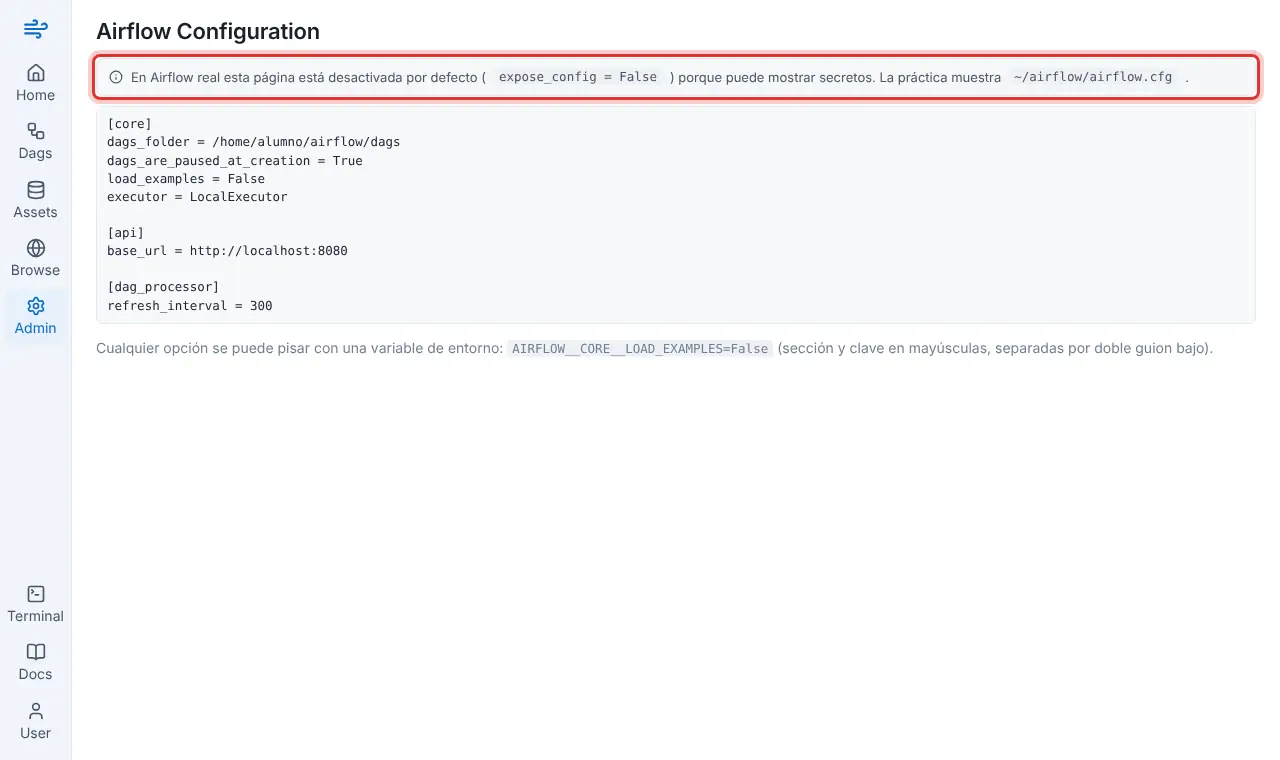 Airflow Configuration
En Airflow real esta página está desactivada por defecto ( expose_config = False ) porque puede mostrar secretos. La práctica muestra ~/airflow/airflow.cfg .
[core]
dags_folder = /home/alumno/airflow/dags
dags_are_paused_at_creation = True
load_examples = False
executor = LocalExecutor
[api]
base_url = http://localhost:8080
[dag_processor]
refresh_interval = 300
Cualquier opción se puede pisar con una variable de entorno: AIRFLOW__CORE__LOAD_EXAMPLES=False (sección y clave en mayúsculas, separadas por doble guion bajo).
Home
Dags
Assets
Browse
Admin
Terminal
Docs
User